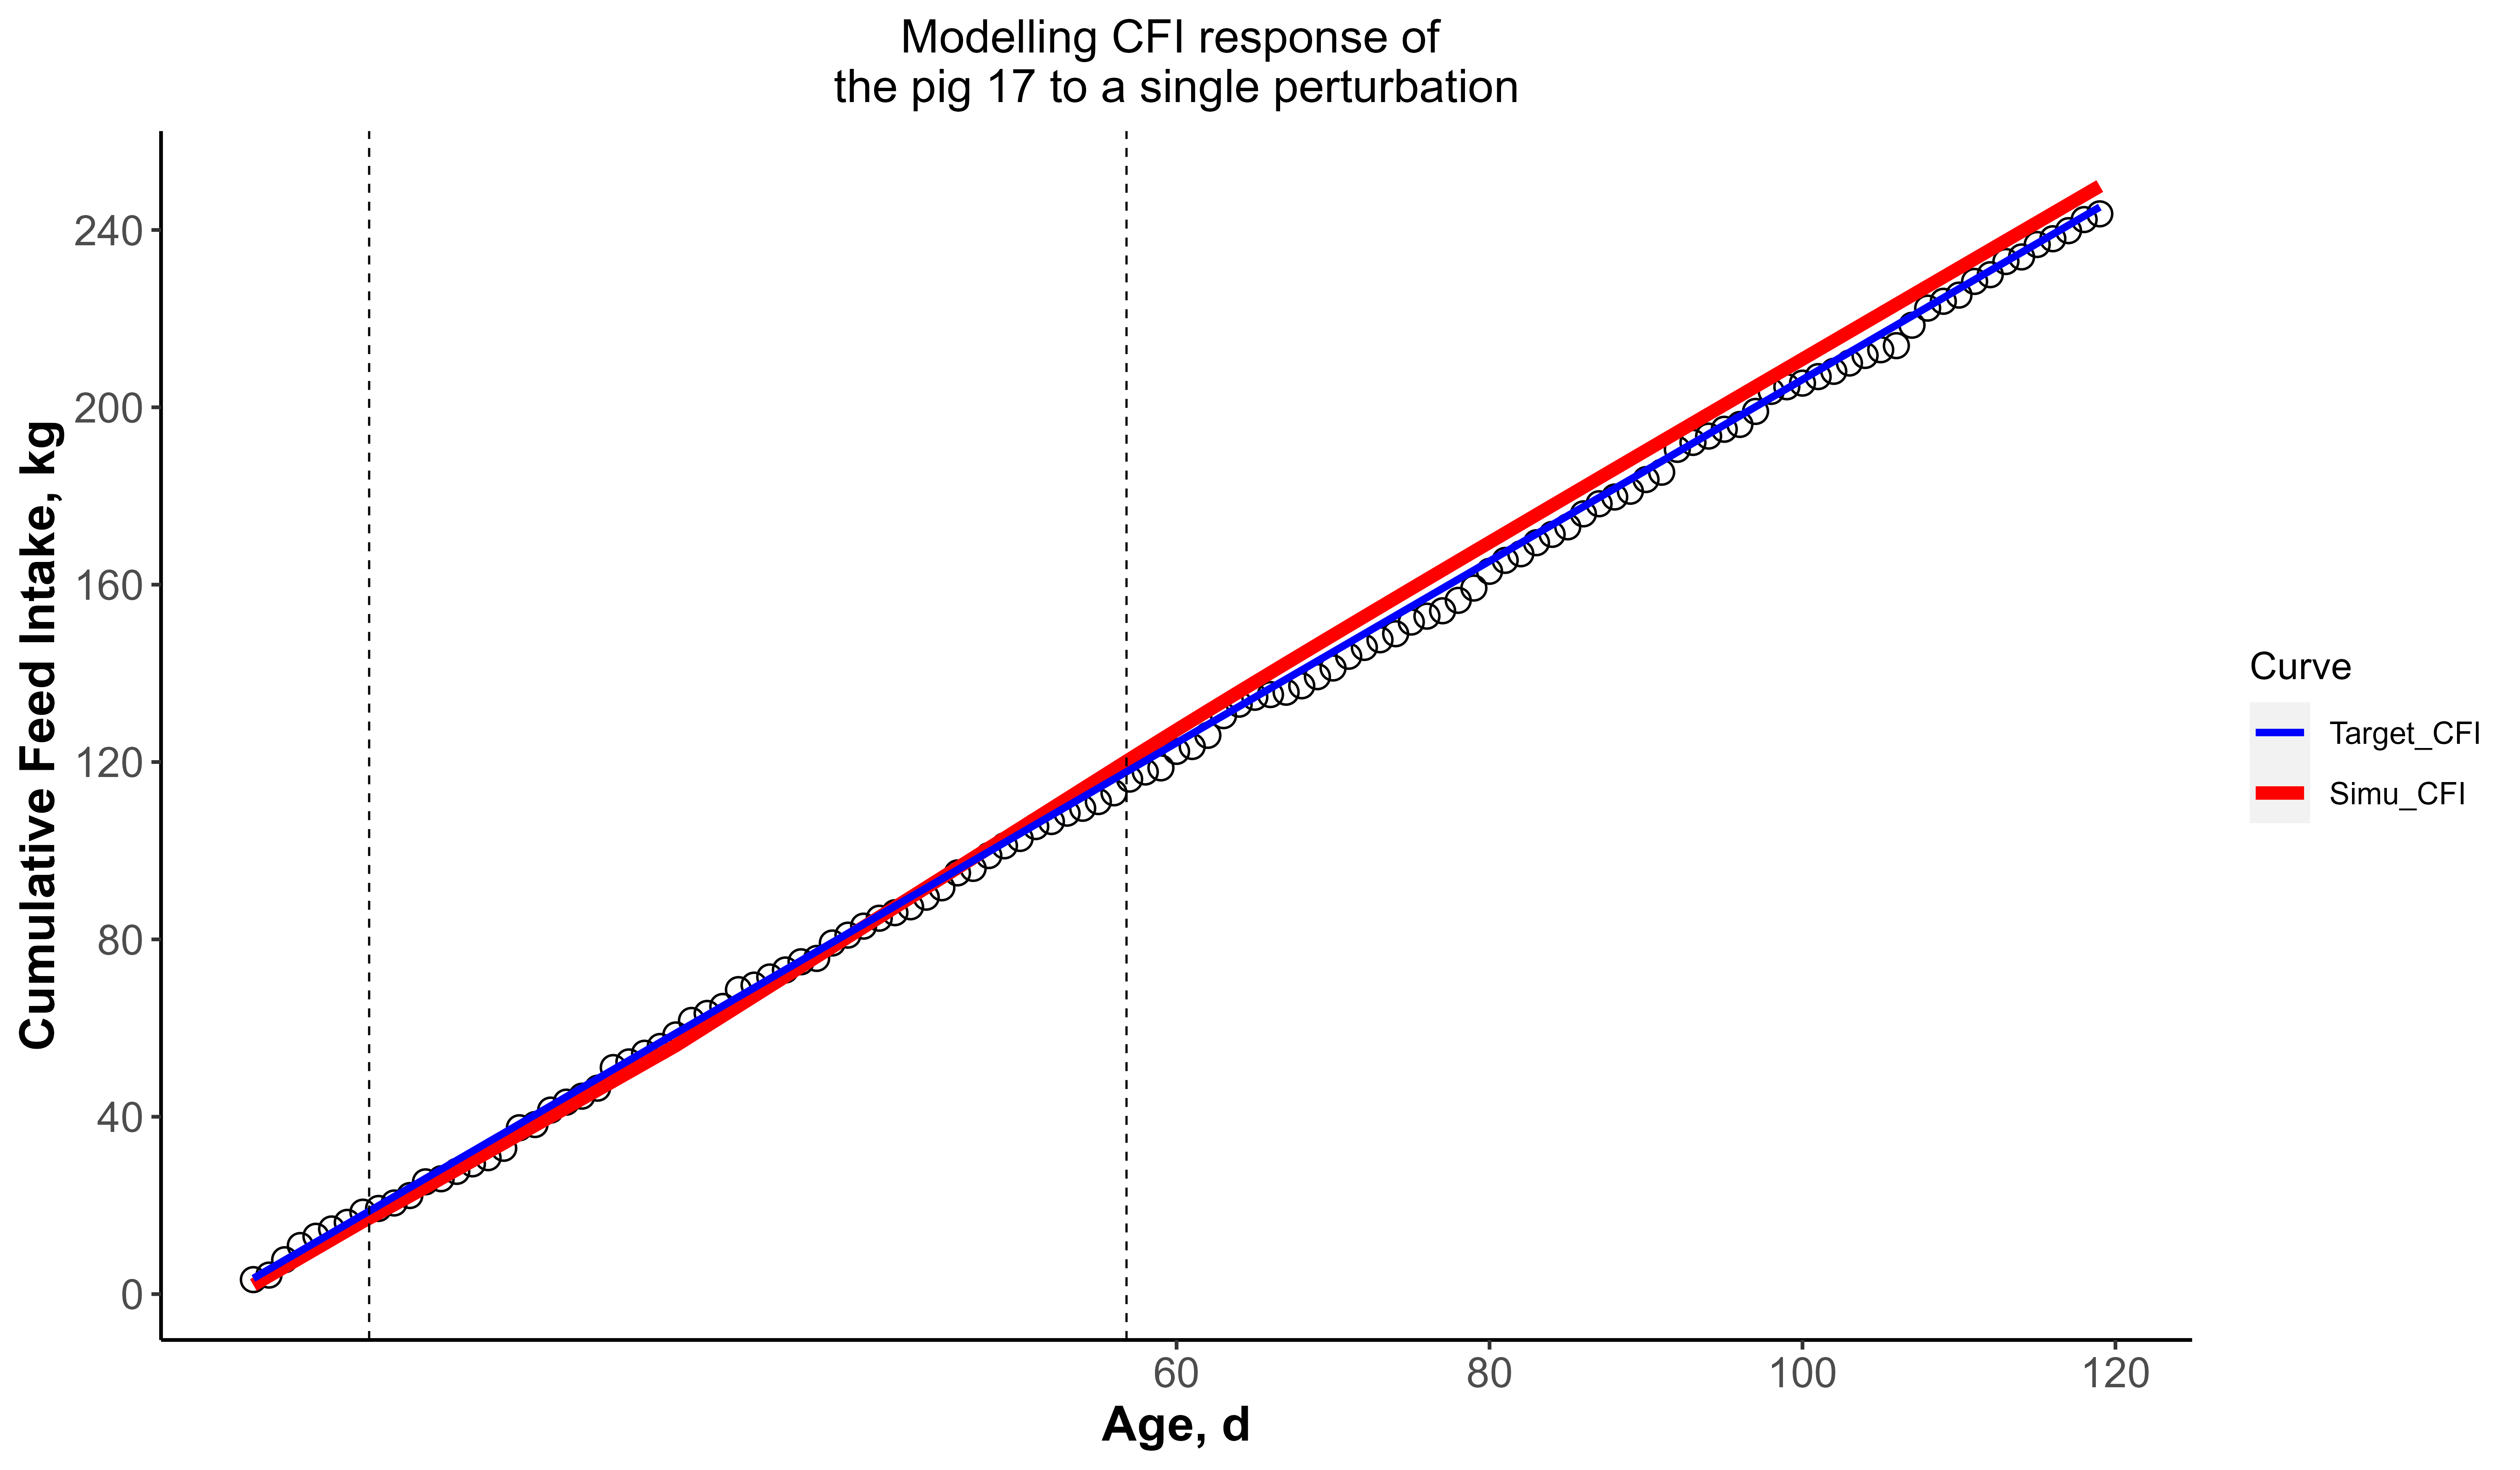 Modelling CFI response of
the pig 17 to a single perturbation
Cumulative Feed Intake, kg
240
200
160
120
80
40
0
60
80
100
120
Age, d
Curve
Target_CFI
Simu_CFI